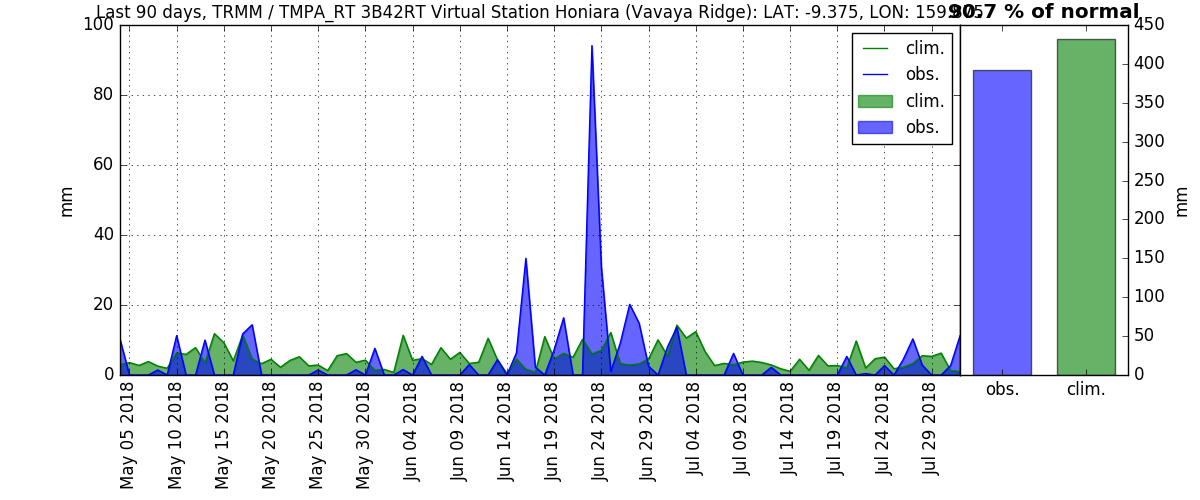 Last 90 days, TRMM / TMPA_RT 3B42RT Virtual Station Honiara (Vavaya Ridge): LAT: -9.375, LON:
90.7 % of normal
100
80
60
40
20
0
mm
clim.
obs.
clim.
obs.
450
400
350
300
250
200
150
100
50
0
mm
May 05 2018
May 10 2018
May 15 2018
May 20 2018
May 25 2018
May 30 2018
Jun 04 2018
Jun 09 2018
Jun 14 2018
Jun 19 2018
Jun 24 2018
Jun 29 2018
Jul 04 2018
Jul 09 2018
Jul 14 2018
Jul 19 2018
Jul 24 2018
Jul 29 2018
obs.
clim.